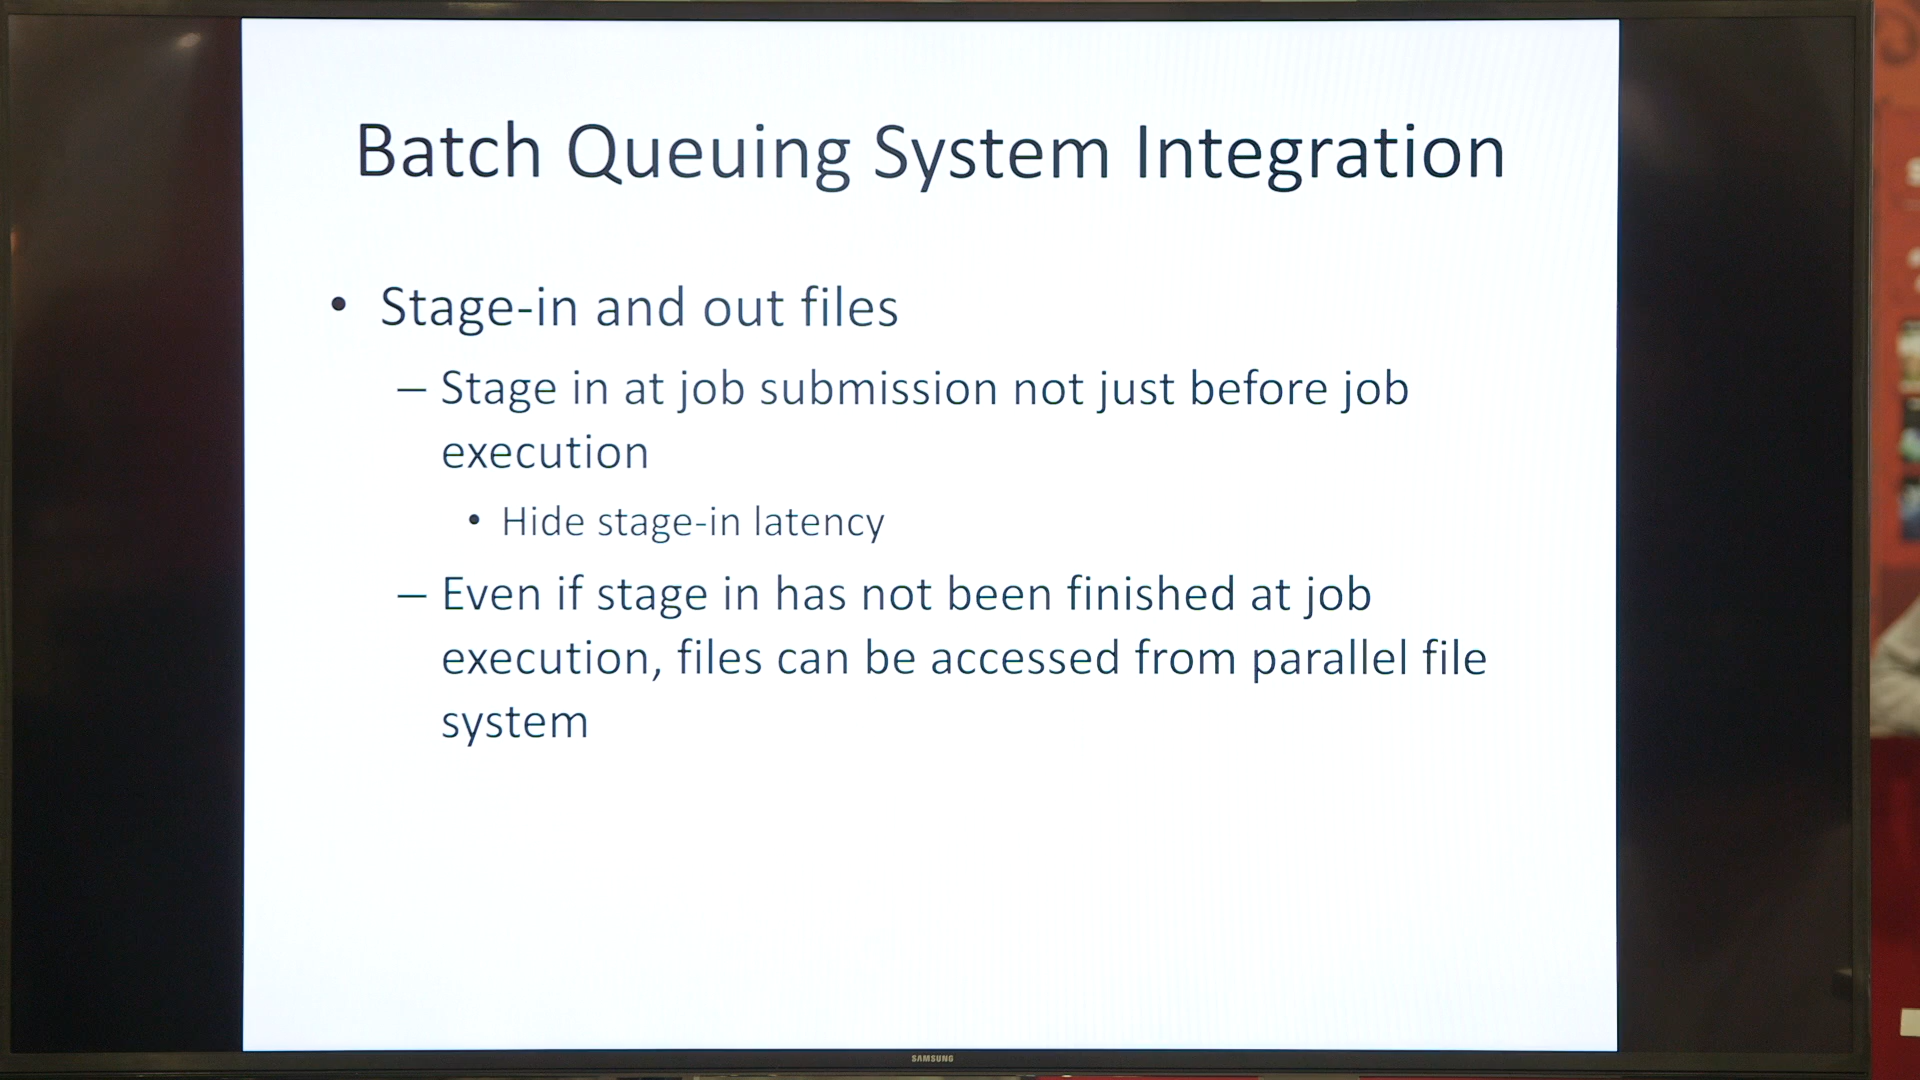 Batch Queuing System Integration
• Stage-in and out files
– Stage in at job submission not just before job
execution
• Hide stage-in latency
– Even if stage in has not been finished at job
execution, files can be accessed from parallel file
system
SAMSUNG